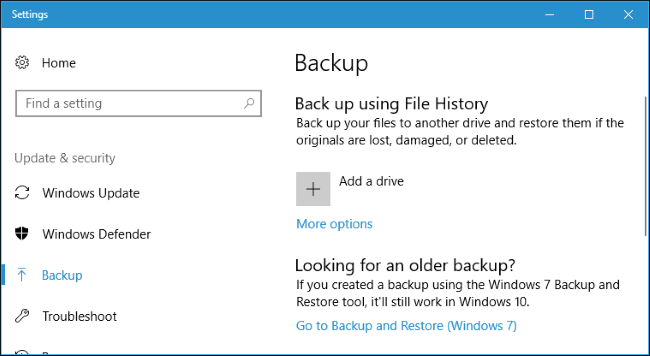 Settings
Home
Find a setting
Update & security
Windows Update
Windows Defender
Backup
Troubleshoot
Backup
Back up using File History
Back up your files to another drive and restore them if the
originals are lost, damaged, or deleted.
Add a drive
More options
Looking for an older backup?
If you created a backup using the Windows 7 Backup and
Restore tool, it'll still work in Windows 10.
Go to Backup and Restore (Windows 7)